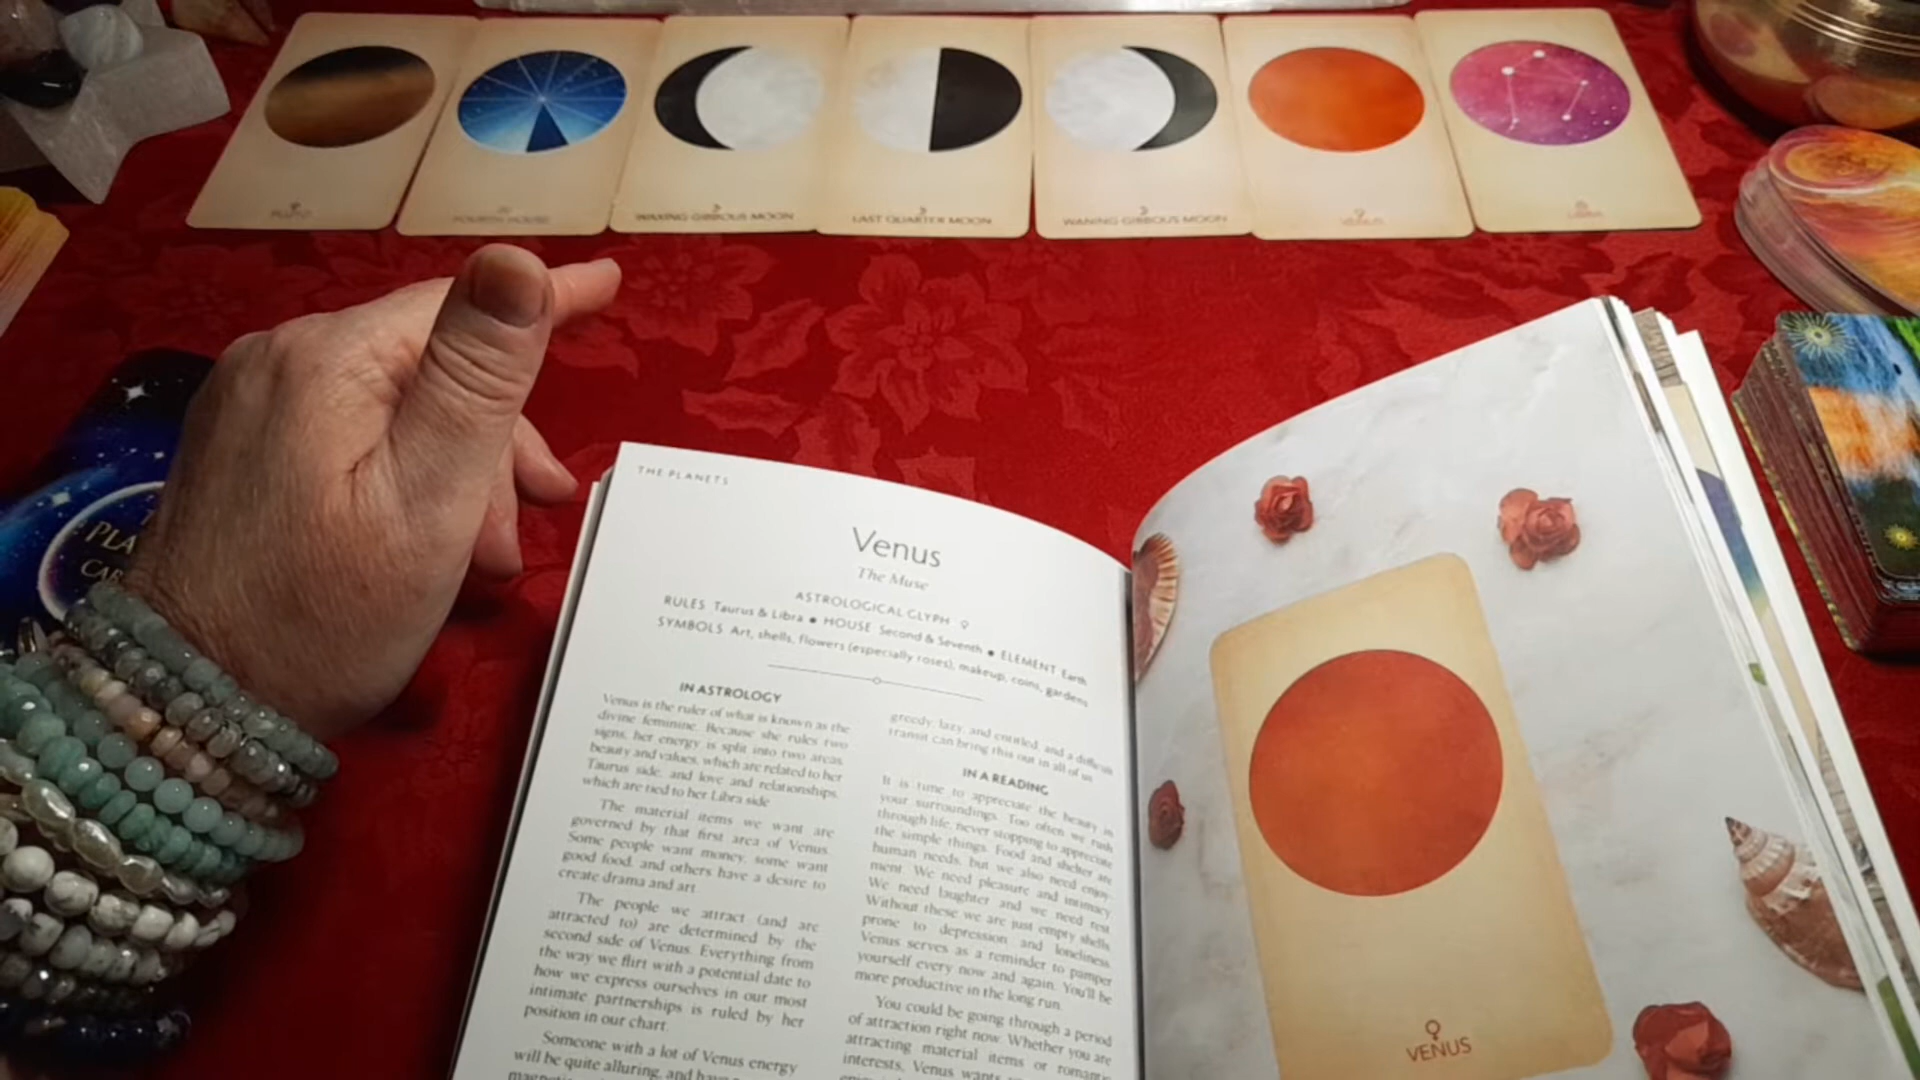 PLUTO
FOURTH HOUSE
WAXING GIBBOUS MOON
LAST QUARTER MOON
WANING GIBBOUS MOON
VENUS
LIBRA
PLA
CAR
THE PLANETS
Venus
The Muse
ASTROLOGICAL GLYPH ♀
RULES Taurus & Libra • HOUSE Second & Seventh • ELEMENT Earth
SYMBOLS Art, shells, flowers (especially roses), makeup, coins, gardens
IN ASTROLOGY
Venus is the ruler of what is known as the
divine feminine. Because she rules two
signs, her energy is split into two areas:
beauty and values, which are related to her
Taurus side, and love and relationships,
which are tied to her Libra side.
The material items we want are
governed by that first area of Venus.
Some people want money, some want
good food, and others have a desire to
create drama and art.
The people we attract (and are
attracted to) are determined by the
second side of Venus. Everything from
the way we flirt with a potential date to
how we express ourselves in our most
intimate partnerships is ruled by her
position in our chart.
Someone with a lot of Venus energy
will be quite alluring, and have
greedy, lazy, and entitled, and a difficult
transit can bring this out in all of us.
IN A READING
It is time to appreciate the beauty in
your surroundings. Too often we rush
through life, never stopping to appreciate
the simple things. Food and shelter are
human needs, but we also need enjoy-
ment. We need pleasure and intimacy.
We need laughter and we need rest.
Without these we are just empty shells,
prone to depression and loneliness.
Venus serves as a reminder to pamper
yourself every now and again. You'll be
more productive in the long run.
You could be going through a period
of attraction right now. Whether you are
attracting material items or romantic
interests, Venus wants
♀
VENUS